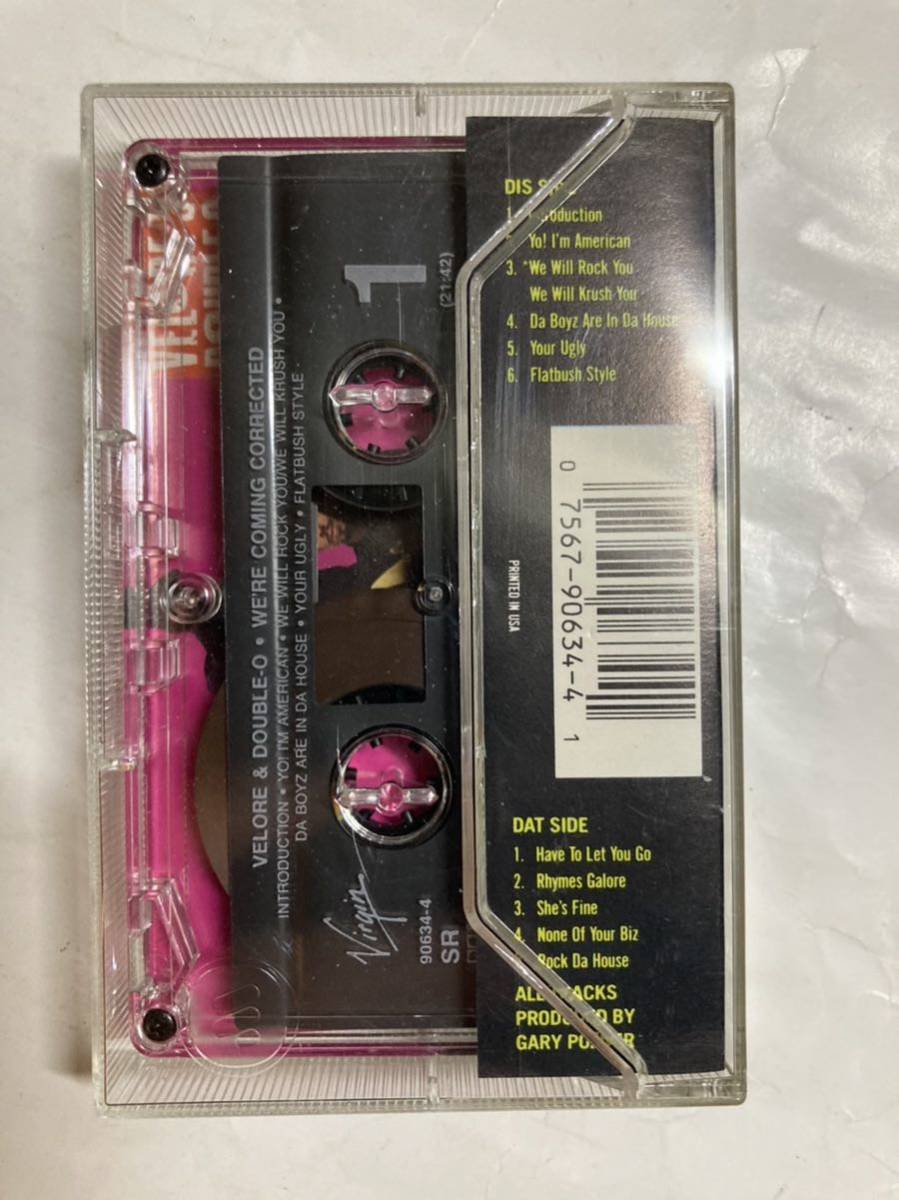 DIS
1.
Yo! I'm American
3. *We Will Rock You
We Will Krush You
4. Da Boyz Are In Da House
5. Your Ugly
6. Flatbush Style
0 7567-90634-4 1
PRINTED IN USA
DAT SIDE
1. Have To Let You Go
2. Rhymes Galore
3. She's Fine
4. None Of Your Biz
Rock Da House
PRODUCED BY
GARY
1
(21:42)
VELORE & DOUBLE-O • WE'RE COMING CORRECTED
INTRODUCTION • YO! I'M AMERICAN • WE WILL ROCK YOU/WE WILL KRUSH YOU •
DA BOYZ ARE IN DA HOUSE • YOUR UGLY • FLATBUSH STYLE
Virgin
90634-4
SR